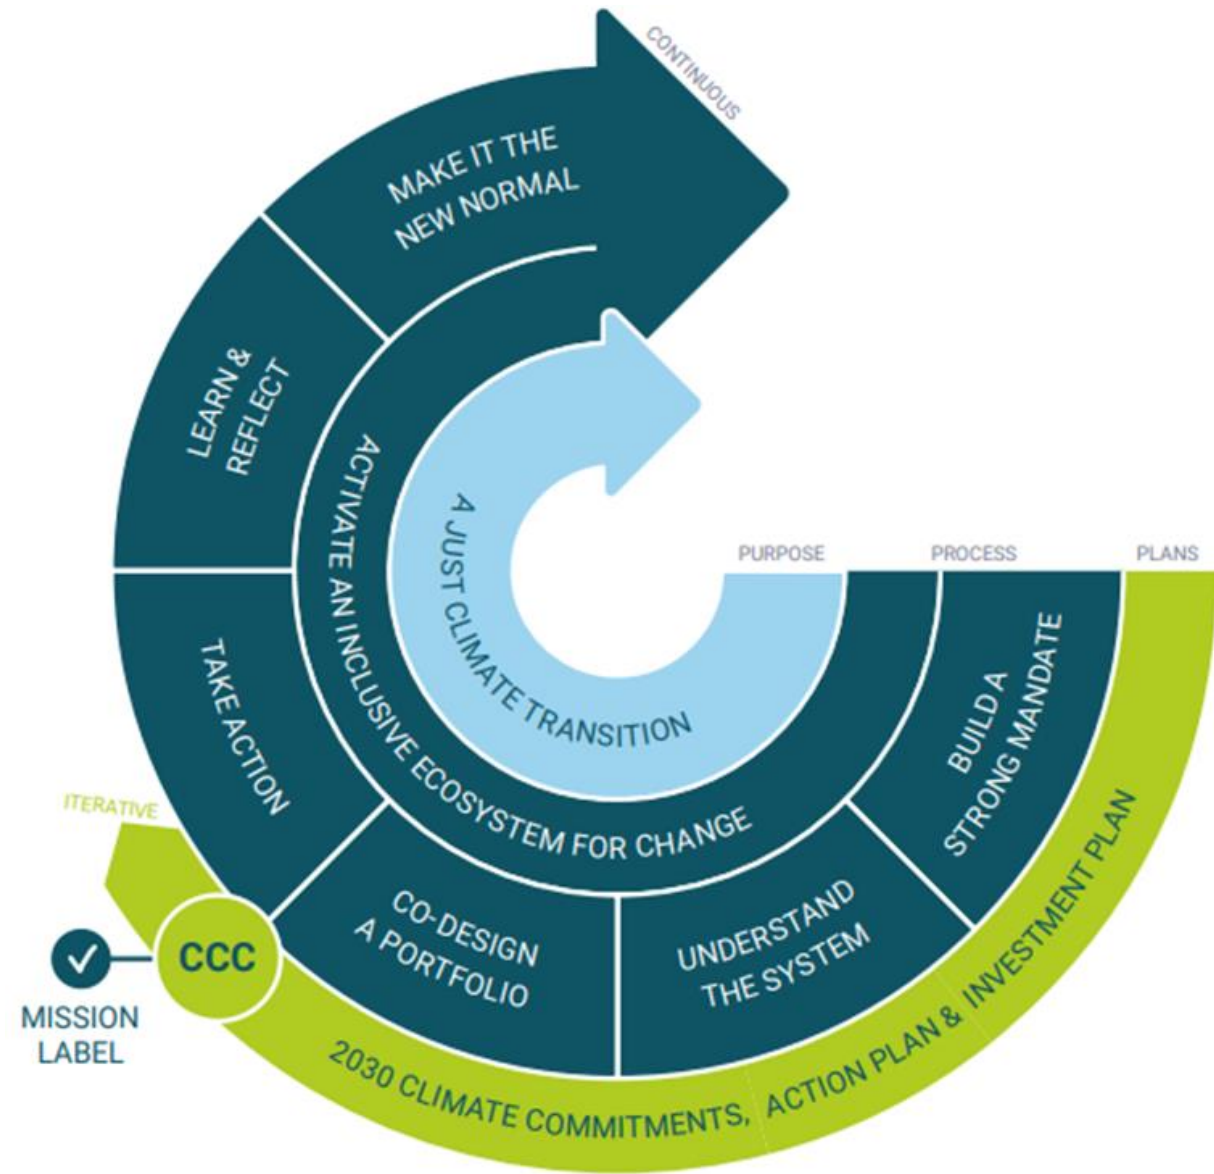 CONTINUOUS
MAKE IT THE
NEW NORMAL
LEARN &
REFLECT
ACTIVATE AN INCLUSIVE ECOSYSTEM FOR CHANGE
A JUST CLIMATE TRANSITION
PURPOSE
PROCESS
PLANS
TAKE ACTION
BUILD A
STRONG MANDATE
ITERATIVE
CO-DESIGN
A PORTFOLIO
UNDERSTAND
THE SYSTEM
CCC
MISSION
LABEL
2030 CLIMATE COMMITMENTS, ACTION PLAN & INVESTMENT PLAN